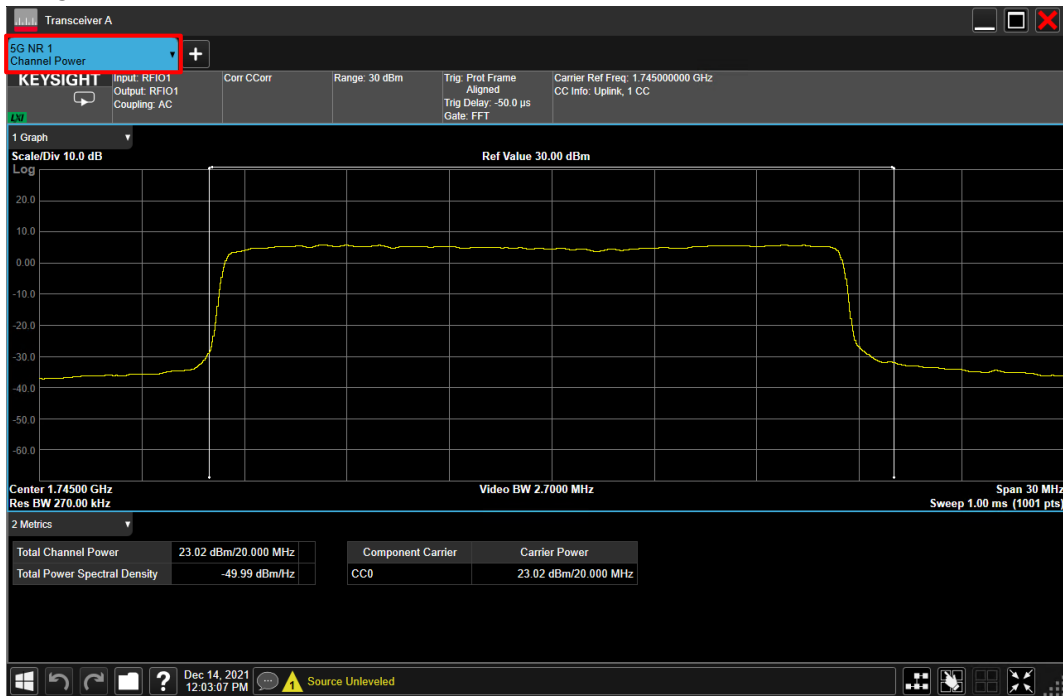 Transceiver A
5G NR 1
Channel Power
+
KEYSIGHT
LXI
Input: RFIO1
Output: RFIO1
Coupling: AC
Corr CCorr
Range: 30 dBm
Trig: Prot Frame
Aligned
Trig Delay: -50.0 µs
Gate: FFT
Carrier Ref Freq: 1.745000000 GHz
CC Info: Uplink, 1 CC
1 Graph
Scale/Div 10.0 dB
Ref Value 30.00 dBm
Log
20.0
10.0
0.00
-10.0
-20.0
-30.0
-40.0
-50.0
-60.0
Center 1.74500 GHz
Video BW 2.7000 MHz
Span 30 MHz
Res BW 270.00 kHz
Sweep 1.00 ms (1001 pts)
2 Metrics
Total Channel Power 23.02 dBm/20.000 MHz
Total Power Spectral Density -49.99 dBm/Hz
Component Carrier Carrier Power
CC0 23.02 dBm/20.000 MHz
?
Dec 14, 2021
12:03:07 PM
1
Source Unleveled